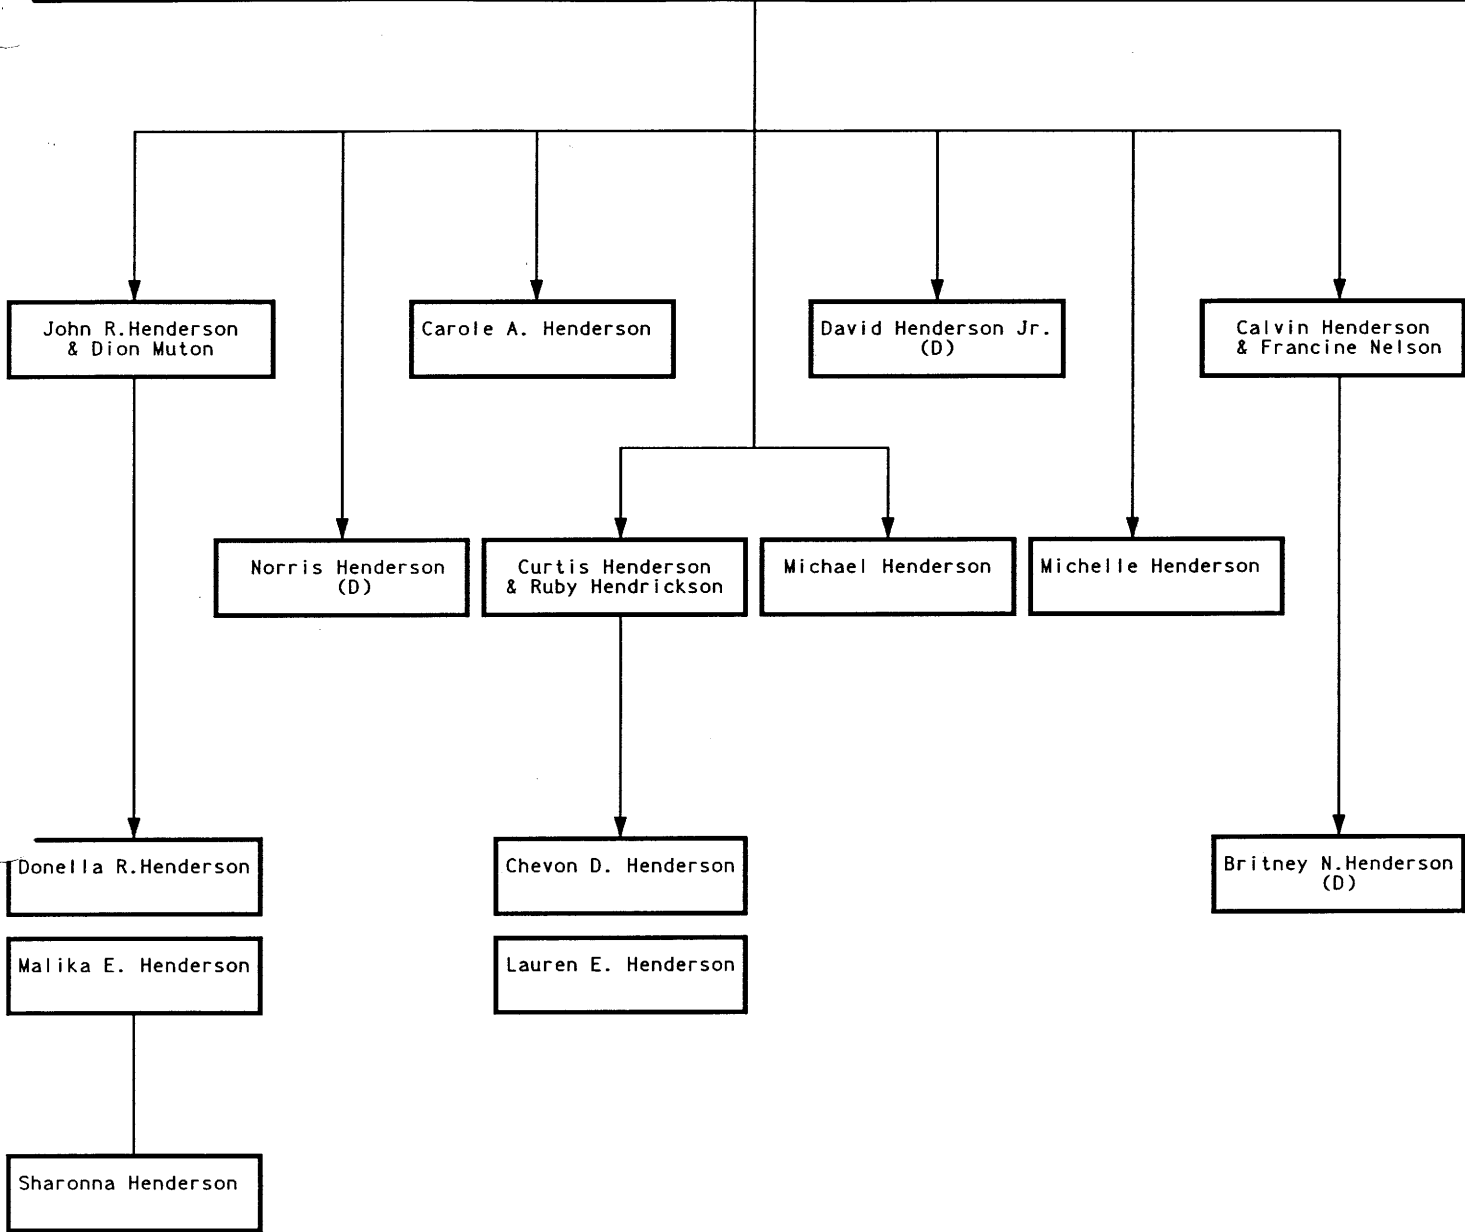 John R.Henderson
& Dion Muton
Carole A. Henderson
David Henderson Jr.
(D)
Calvin Henderson
& Francine Nelson
Norris Henderson
(D)
Curtis Henderson
& Ruby Hendrickson
Michael Henderson
Michelle Henderson
Donella R.Henderson
Chevon D. Henderson
Britney N.Henderson
(D)
Malika E. Henderson
Lauren E. Henderson
Sharonna Henderson